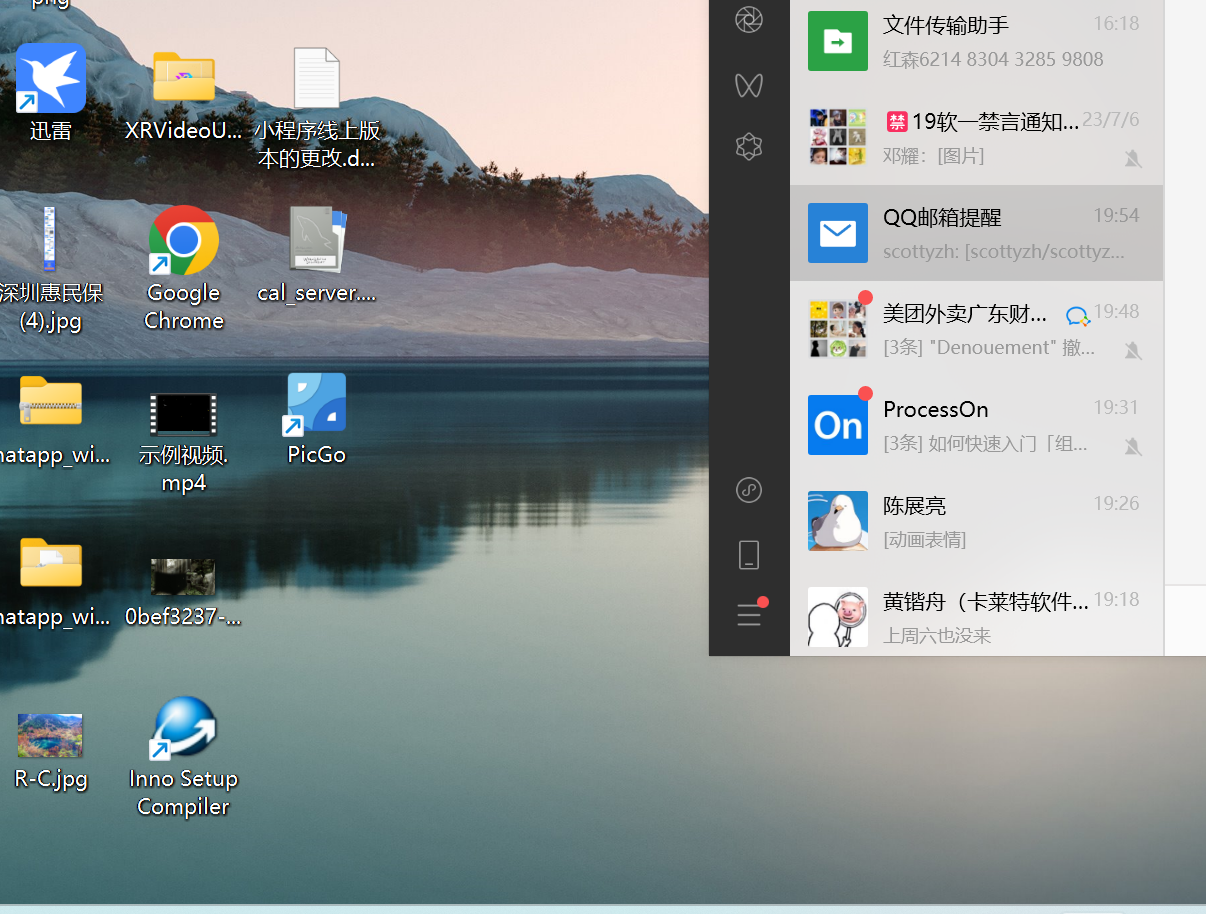 png
迅雷
XRVideoU...
小程序线上版
本的更改.d...
深圳惠民保
(4).jpg
Google
Chrome
cal_server....
hatapp_wi...
示例视频.
mp4
PicGo
hatapp_wi...
0bef3237-...
R-C.jpg
Inno Setup
Compiler
文件传输助手
16:18
红森6214 8304 3285 9808
禁 19软一禁言通知...
23/7/6
邓耀: [图片]
QQ邮箱提醒
19:54
scottyzh: [scottyzh/scottyz...
美团外卖广东财...
19:48
[3条] "Denouement" 撤...
On
ProcessOn
19:31
[3条] 如何快速入门「组...
陈展亮
19:26
[动画表情]
黄锴舟（卡莱特软件...
19:18
上周六也没来